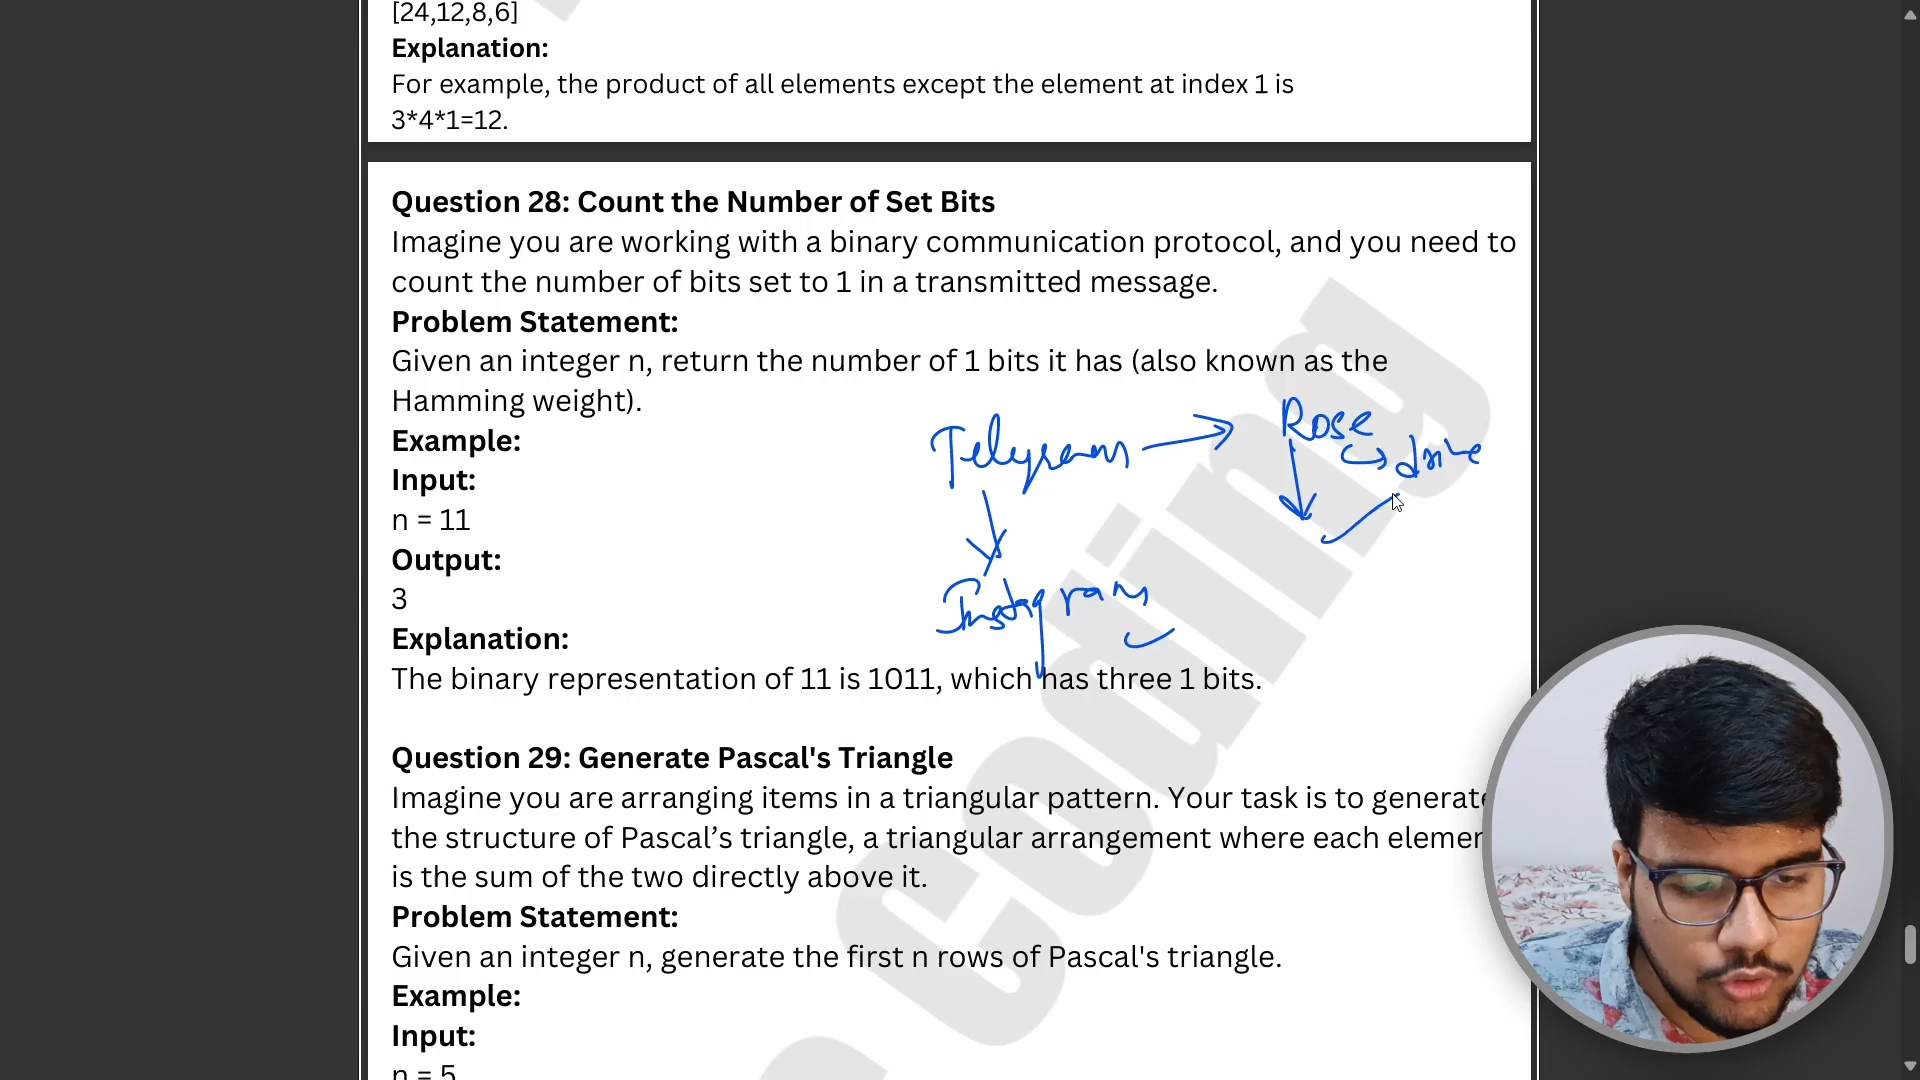 [24,12,8,6]
Explanation:
For example, the product of all elements except the element at index 1 is
3*4*1=12.
Question 28: Count the Number of Set Bits
Imagine you are working with a binary communication protocol, and you need to
count the number of bits set to 1 in a transmitted message.
Problem Statement:
Given an integer n, return the number of 1 bits it has (also known as the
Hamming weight).
Example:
Input:
n = 11
Output:
3
Explanation:
The binary representation of 11 is 1011, which has three 1 bits.
Telegram
Rose
drive
Instagram
Question 29: Generate Pascal's Triangle
Imagine you are arranging items in a triangular pattern. Your task is to generate
the structure of Pascal’s triangle, a triangular arrangement where each elemen
is the sum of the two directly above it.
Problem Statement:
Given an integer n, generate the first n rows of Pascal's triangle.
Example:
Input:
n = 5
coding